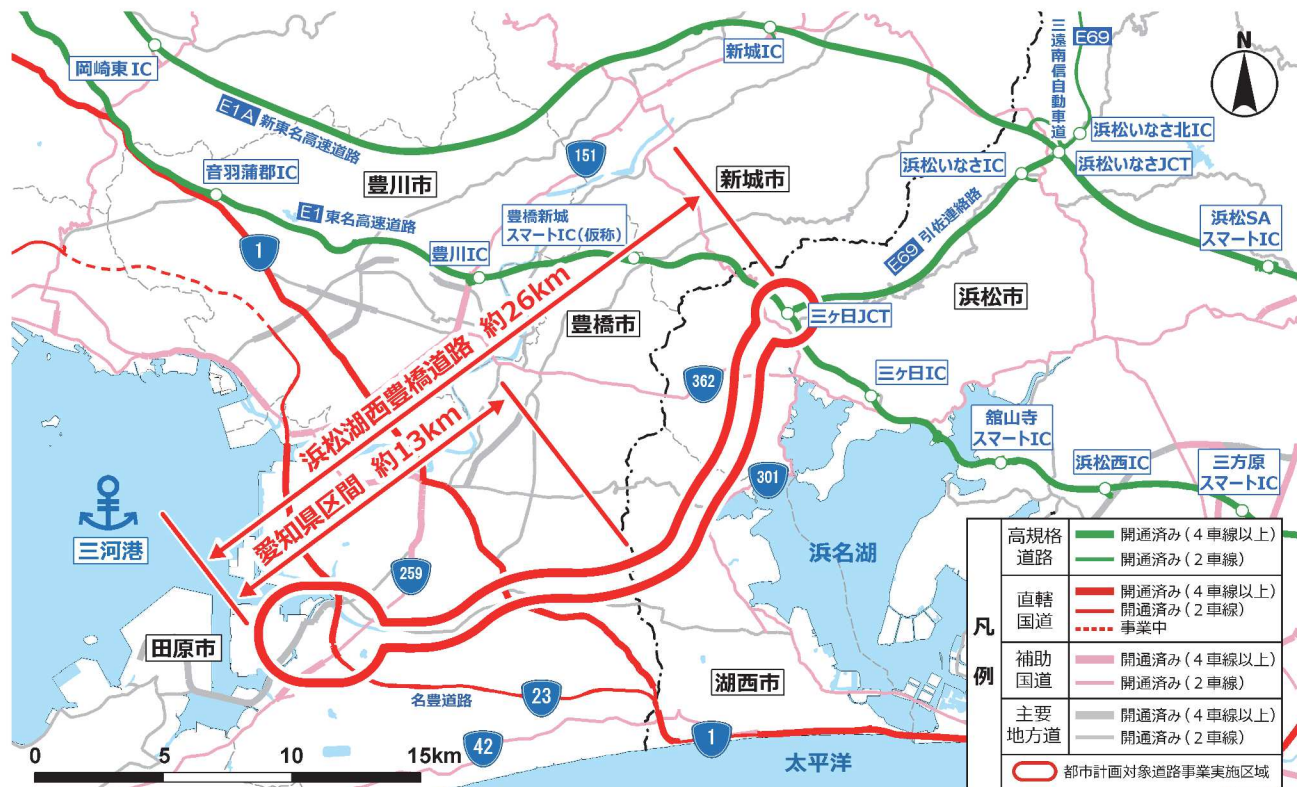 岡崎東IC
新城IC
三遠南信自動車道
E69
N
E1A 新東名高速道路
151
浜松いなさ北IC
浜松いなさIC
浜松いなさJCT
音羽蒲郡IC
豊川市
新城市
E1 東名高速道路
豊橋新城
スマートIC(仮称)
浜松SA
スマートIC
1
豊川IC
E69 引佐連絡路
浜松市
豊橋市
三ヶ日JCT
浜松湖西豊橋道路 約26km
362
三ヶ日IC
愛知県区間 約13km
舘山寺
スマートIC
浜松西IC
三方原
スマートIC
301
三河港
259
浜名湖
田原市
湖西市
名豊道路
23
42
1
太平洋
0 5 10 15km
凡例
高規格
道路
開通済み(4車線以上)
開通済み(2車線)
直轄
国道
開通済み(4車線以上)
開通済み(2車線)
事業中
補助
国道
開通済み(4車線以上)
開通済み(2車線)
主要
地方道
開通済み(4車線以上)
開通済み(2車線)
都市計画対象道路事業実施区域